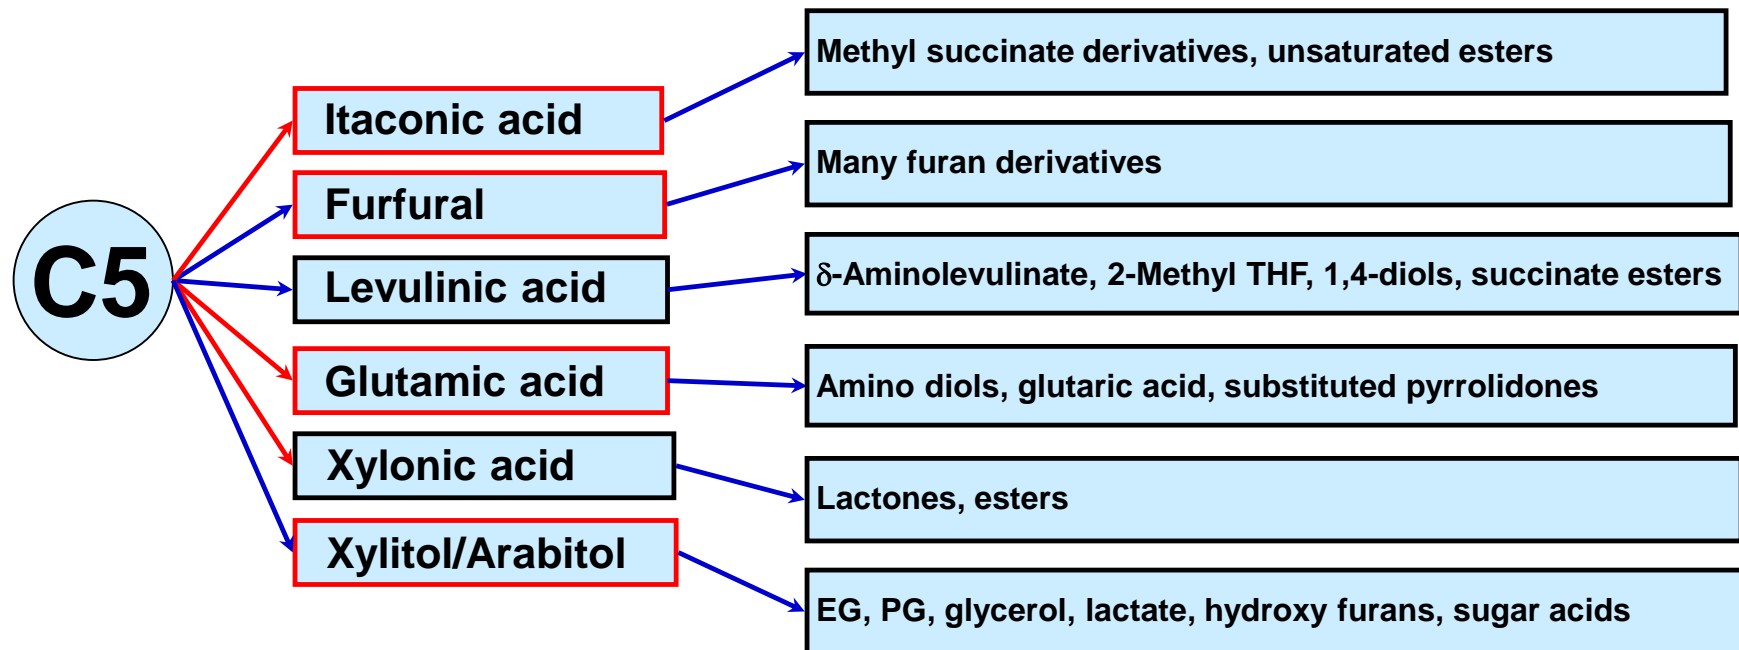 C5
Itaconic acid
Furfural
Levulinic acid
Glutamic acid
Xylonic acid
Xylitol/Arabitol
Methyl succinate derivatives, unsaturated esters
Many furan derivatives
δ-Aminolevulinate, 2-Methyl THF, 1,4-diols, succinate esters
Amino diols, glutaric acid, substituted pyrrolidones
Lactones, esters
EG, PG, glycerol, lactate, hydroxy furans, sugar acids